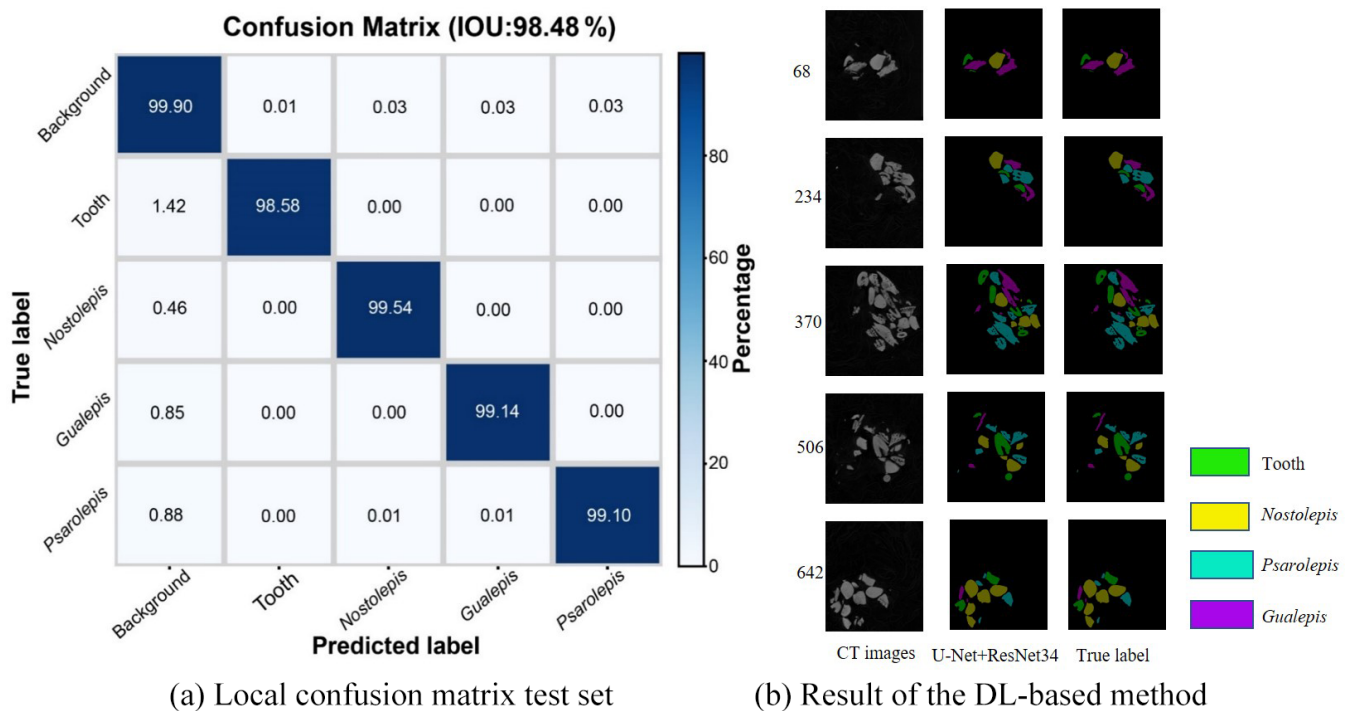 Confusion Matrix (IOU:98.48 %)
True label
Background
99.90 0.01 0.03 0.03 0.03
Tooth
1.42 98.58 0.00 0.00 0.00
Nostolepis
0.46 0.00 99.54 0.00 0.00
Gualepis
0.85 0.00 0.00 99.14 0.00
Psarolepis
0.88 0.00 0.01 0.01 99.10
Background Tooth Nostolepis Gualepis Psarolepis
Predicted label
80
60
40
20
0
Percentage
(a) Local confusion matrix test set
68
234
370
506
642
CT images U-Net+ResNet34 True label
Tooth
Nostolepis
Psarolepis
Gualepis
(b) Result of the DL-based method